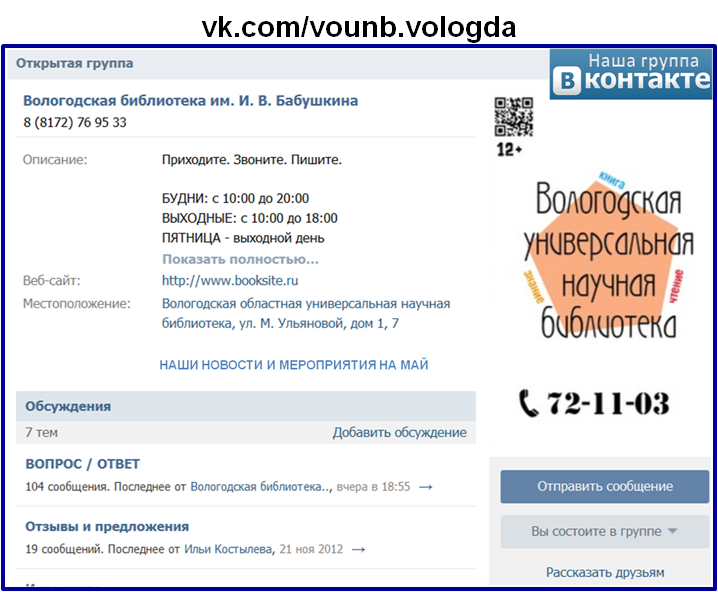 vk.com/vounb.vologda
Открытая группа
Наша группа
В контакте
Вологодская библиотека им. И. В. Бабушкина
8 (8172) 76 95 33
12+
Описание: Приходите. Звоните. Пишите.
БУДНИ: с 10:00 до 20:00
ВЫХОДНЫЕ: с 10:00 до 18:00
ПЯТНИЦА - выходной день
Показать полностью...
Веб-сайт: http://www.booksite.ru
Местоположение: Вологодская областная универсальная научная
библиотека, ул. М. Ульяновой, дом 1, 7
НАШИ НОВОСТИ И МЕРОПРИЯТИЯ НА МАЙ
книга
Вологодская
универсальная
научная
библиотека
знание
чтение
72-11-03
Обсуждения
7 тем Добавить обсуждение
ВОПРОС / ОТВЕТ
104 сообщения. Последнее от Вологодская библиотека.., вчера в 18:55 →
Отзывы и предложения
19 сообщений. Последнее от Ильи Костылева, 21 ноя 2012 →
Отправить сообщение
Вы состоите в группе
Рассказать друзьям